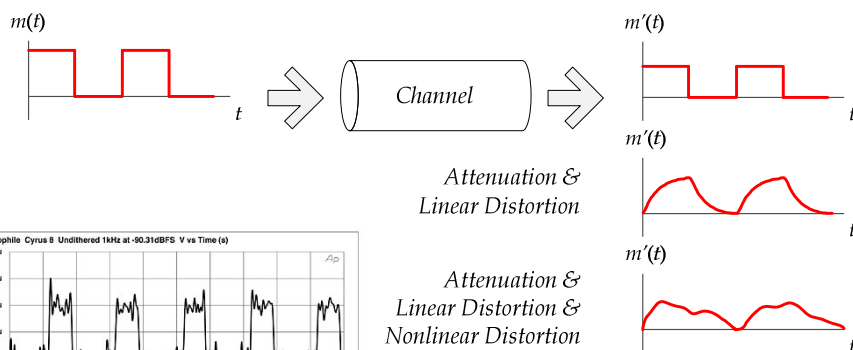 m(t)
t
Channel
m′(t)
t
m′(t)
Attenuation &
Linear Distortion
t
m′(t)
Attenuation &
Linear Distortion &
Nonlinear Distortion
t
Cyrus 8 Undithered 1kHz at -90.31dBFS V vs Time (s)
Ap